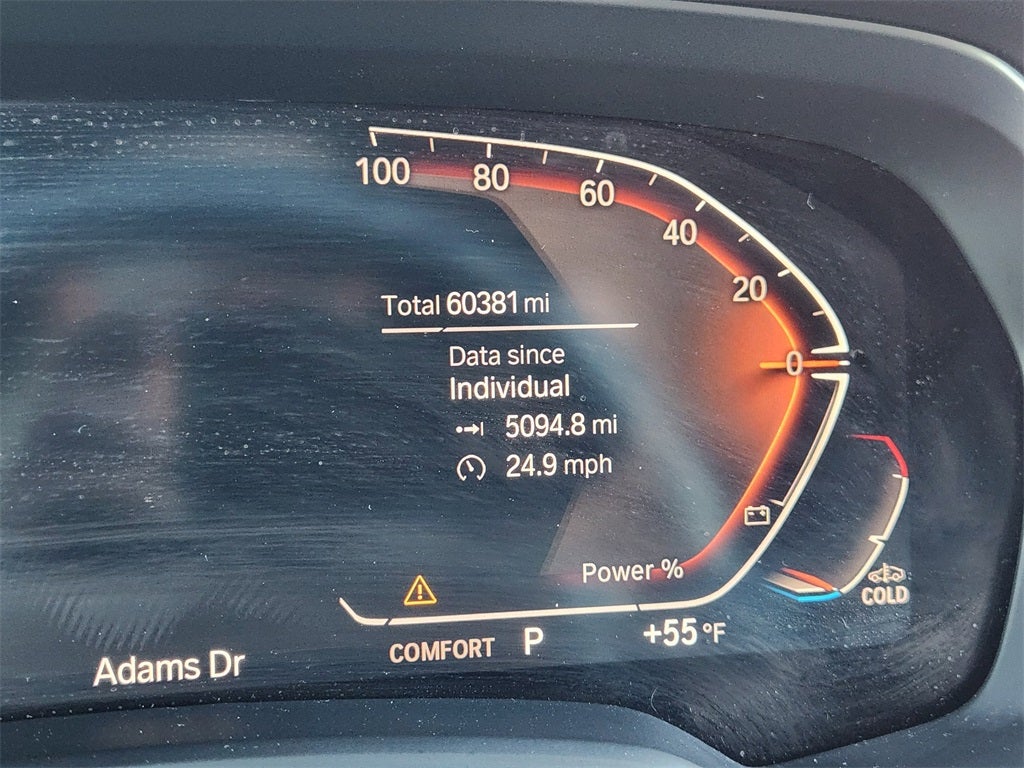 100
80
60
40
20
0
Total 60381 mi
Data since
Individual
5094.8 mi
24.9 mph
Power %
COLD
COMFORT P +55 °F
Adams Dr